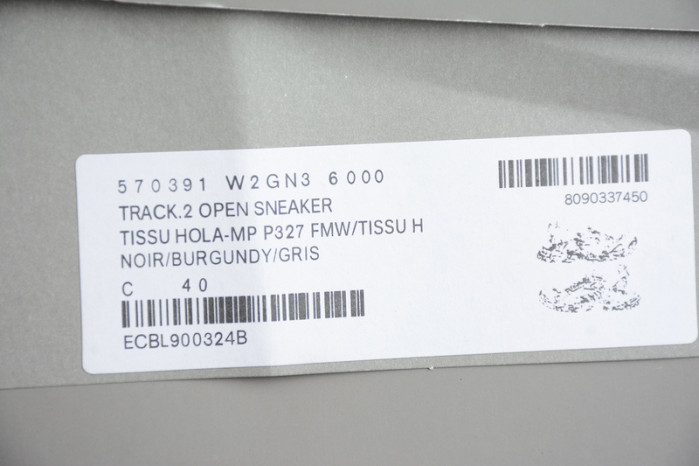 570391 W2GN3 6000
8090337450
TRACK.2 OPEN SNEAKER
TISSU HOLA-MP P327 FMW/TISSU H
NOIR/BURGUNDY/GRIS
C 40
ECBL900324B